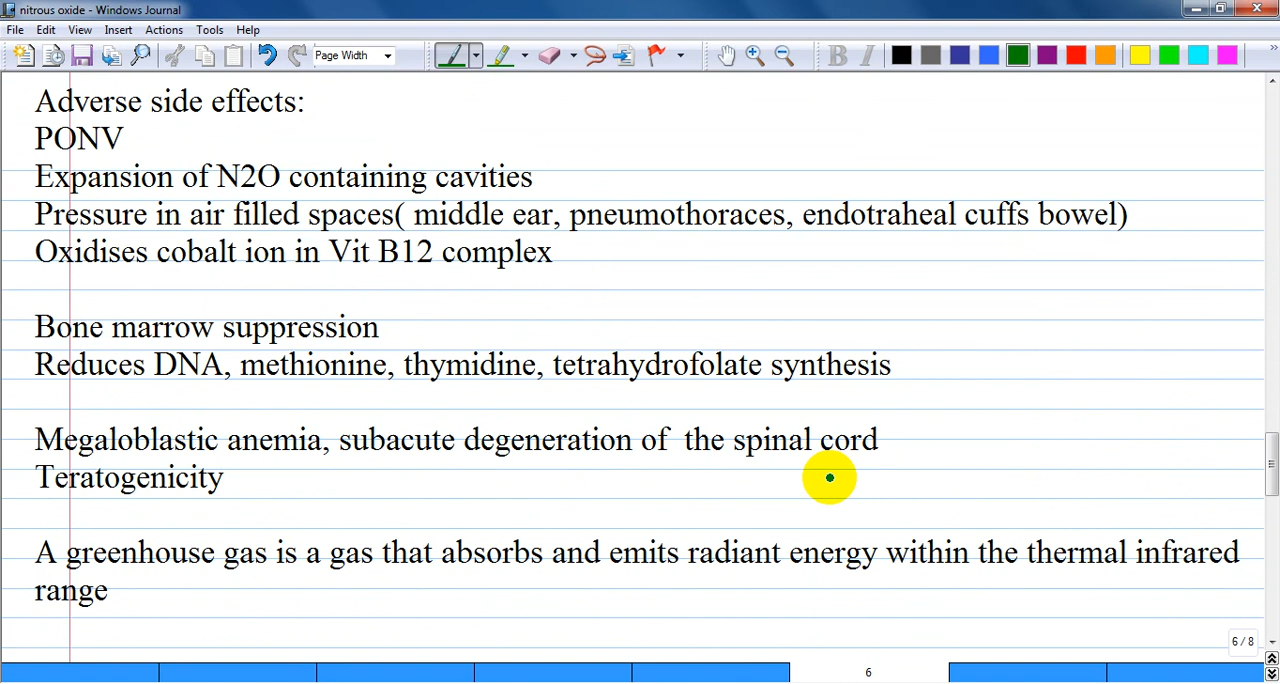 nitrous oxide - Windows Journal
File Edit View Insert Actions Tools Help
Page Width
B I
Adverse side effects:
PONV
Expansion of N2O containing cavities
Pressure in air filled spaces( middle ear, pneumothoraces, endotraheal cuffs bowel)
Oxidises cobalt ion in Vit B12 complex
Bone marrow suppression
Reduces DNA, methionine, thymidine, tetrahydrofolate synthesis
Megaloblastic anemia, subacute degeneration of  the spinal cord
Teratogenicity
A greenhouse gas is a gas that absorbs and emits radiant energy within the thermal infrared
range
6 / 8
6